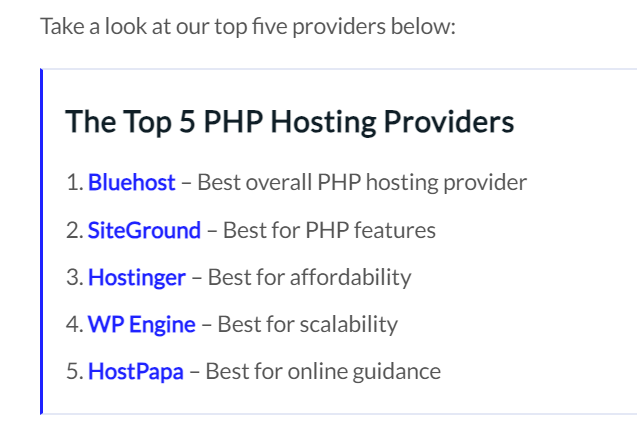 Take a look at our top five providers below:
The Top 5 PHP Hosting Providers
1. Bluehost – Best overall PHP hosting provider
2. SiteGround – Best for PHP features
3. Hostinger – Best for affordability
4. WP Engine – Best for scalability
5. HostPapa – Best for online guidance